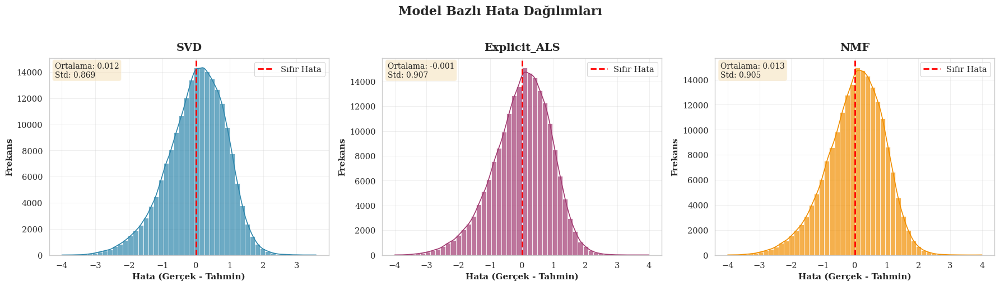 Model Bazlı Hata Dağılımları
SVD
Ortalama: 0.012
Std: 0.869
Sıfır Hata
14000
12000
10000
8000
6000
4000
2000
0
Frekans
−4 −3 −2 −1 0 1 2 3
Hata (Gerçek - Tahmin)
Explicit_ALS
Ortalama: -0.001
Std: 0.907
Sıfır Hata
14000
12000
10000
8000
6000
4000
2000
0
Frekans
−4 −3 −2 −1 0 1 2 3 4
Hata (Gerçek - Tahmin)
NMF
Ortalama: 0.013
Std: 0.905
Sıfır Hata
14000
12000
10000
8000
6000
4000
2000
0
Frekans
−4 −3 −2 −1 0 1 2 3 4
Hata (Gerçek - Tahmin)